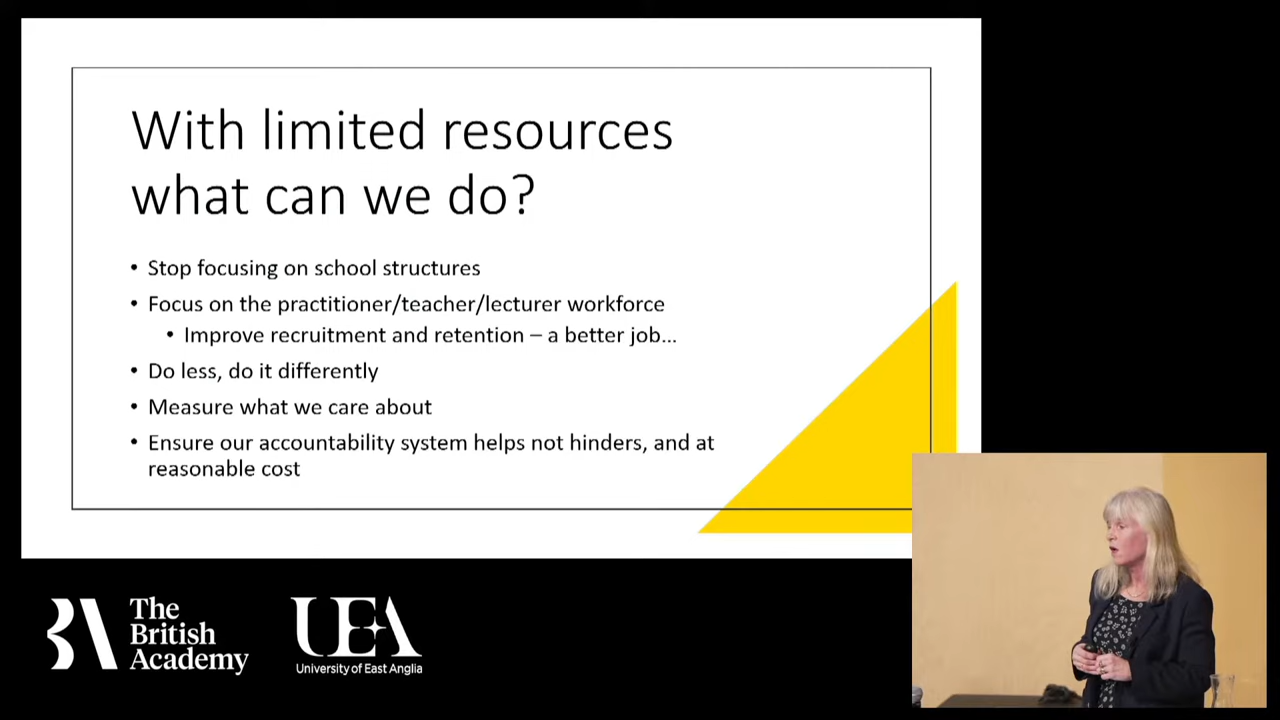 With limited resources
what can we do?
• Stop focusing on school structures
• Focus on the practitioner/teacher/lecturer workforce
• Improve recruitment and retention – a better job…
• Do less, do it differently
• Measure what we care about
• Ensure our accountability system helps not hinders, and at
reasonable cost
BA
The
British
Academy
UEA
University of East Anglia